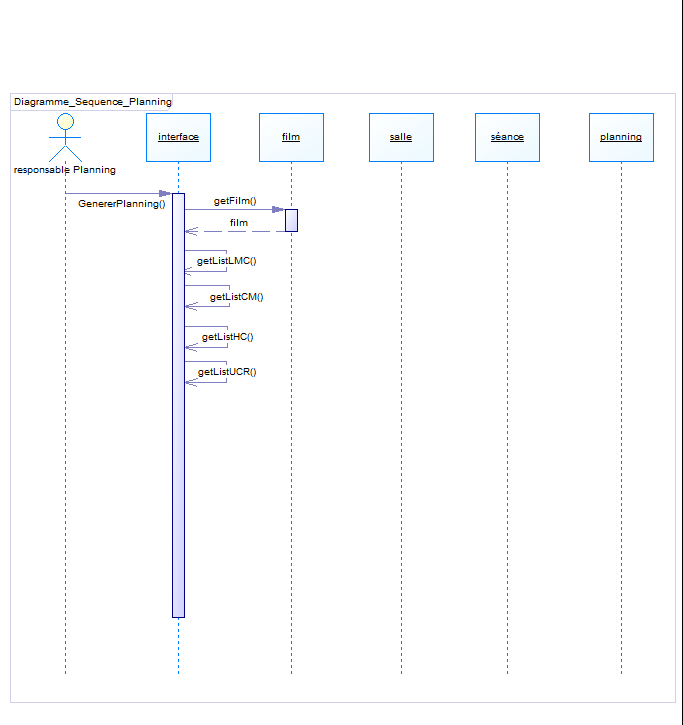 Diagramme_Sequence_Planning
interface
film
salle
séance
planning
responsable Planning
GenererPlanning()
getFilm()
film
getListLMC()
getListCM()
getListHC()
getListUCR()